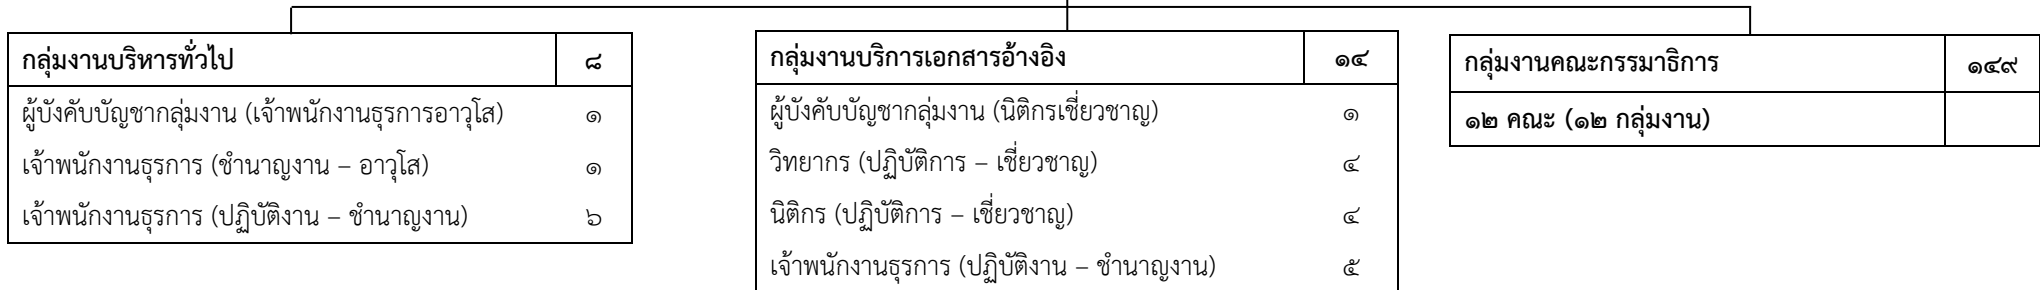 กลุ่มงานบริหารทั่วไป ๘
ผู้บังคับบัญชากลุ่มงาน (เจ้าพนักงานธุรการอาวุโส) ๑
เจ้าพนักงานธุรการ (ชำนาญงาน – อาวุโส) ๑
เจ้าพนักงานธุรการ (ปฏิบัติงาน – ชำนาญงาน) ๖
กลุ่มงานบริการเอกสารอ้างอิง ๑๔
ผู้บังคับบัญชากลุ่มงาน (นิติกรเชี่ยวชาญ) ๑
วิทยากร (ปฏิบัติการ – เชี่ยวชาญ) ๔
นิติกร (ปฏิบัติการ – เชี่ยวชาญ) ๔
เจ้าพนักงานธุรการ (ปฏิบัติงาน – ชำนาญงาน) ๕
กลุ่มงานคณะกรรมาธิการ ๑๔๙
๑๒ คณะ (๑๒ กลุ่มงาน)